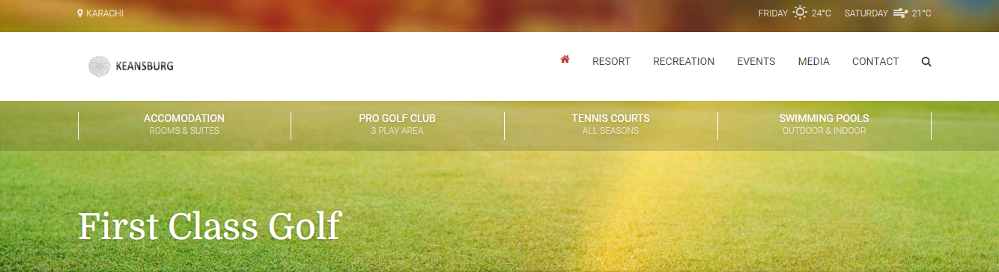 KARACHI FRIDAY 24°C SATURDAY 21°C
KEANSBURG RESORT RECREATION EVENTS MEDIA CONTACT
ACCOMODATION PRO GOLF CLUB TENNIS COURTS SWIMMING POOLS
ROOMS & SUITES 3 PLAY AREA ALL SEASONS OUTDOOR & INDOOR
First Class Golf